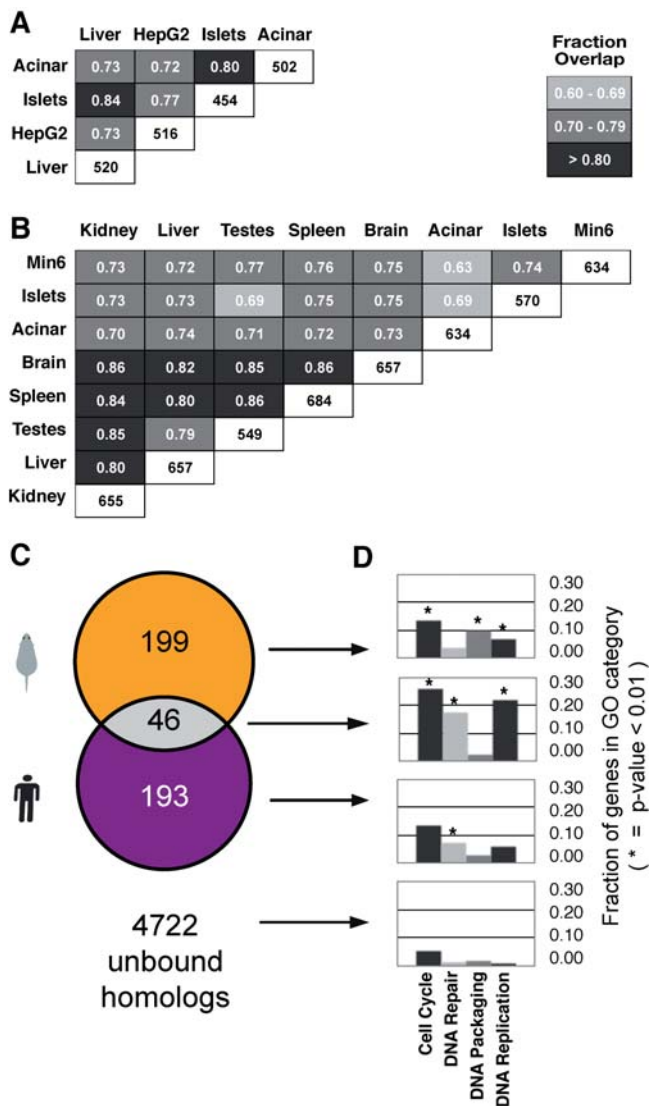 A
Liver HepG2 Islets Acinar
Acinar 0.73 0.72 0.80 502
Islets 0.84 0.77 454
HepG2 0.73 516
Liver 520
Fraction
Overlap
0.60 - 0.69
0.70 - 0.79
> 0.80
B
Kidney Liver Testes Spleen Brain Acinar Islets Min6
Min6 0.73 0.72 0.77 0.76 0.75 0.63 0.74 634
Islets 0.73 0.73 0.69 0.75 0.75 0.69 570
Acinar 0.70 0.74 0.71 0.72 0.73 634
Brain 0.86 0.82 0.85 0.86 657
Spleen 0.84 0.80 0.86 684
Testes 0.85 0.79 549
Liver 0.80 657
Kidney 655
C
199
46
193
4722
unbound
homologs
D
* * *
0.30
0.20
0.10
0.00
* * *
0.30
0.20
0.10
0.00
*
0.30
0.20
0.10
0.00
0.30
0.20
0.10
0.00
Cell Cycle
DNA Repair
DNA Packaging
DNA Replication
Fraction of genes in GO category
( * = p-value < 0.01 )